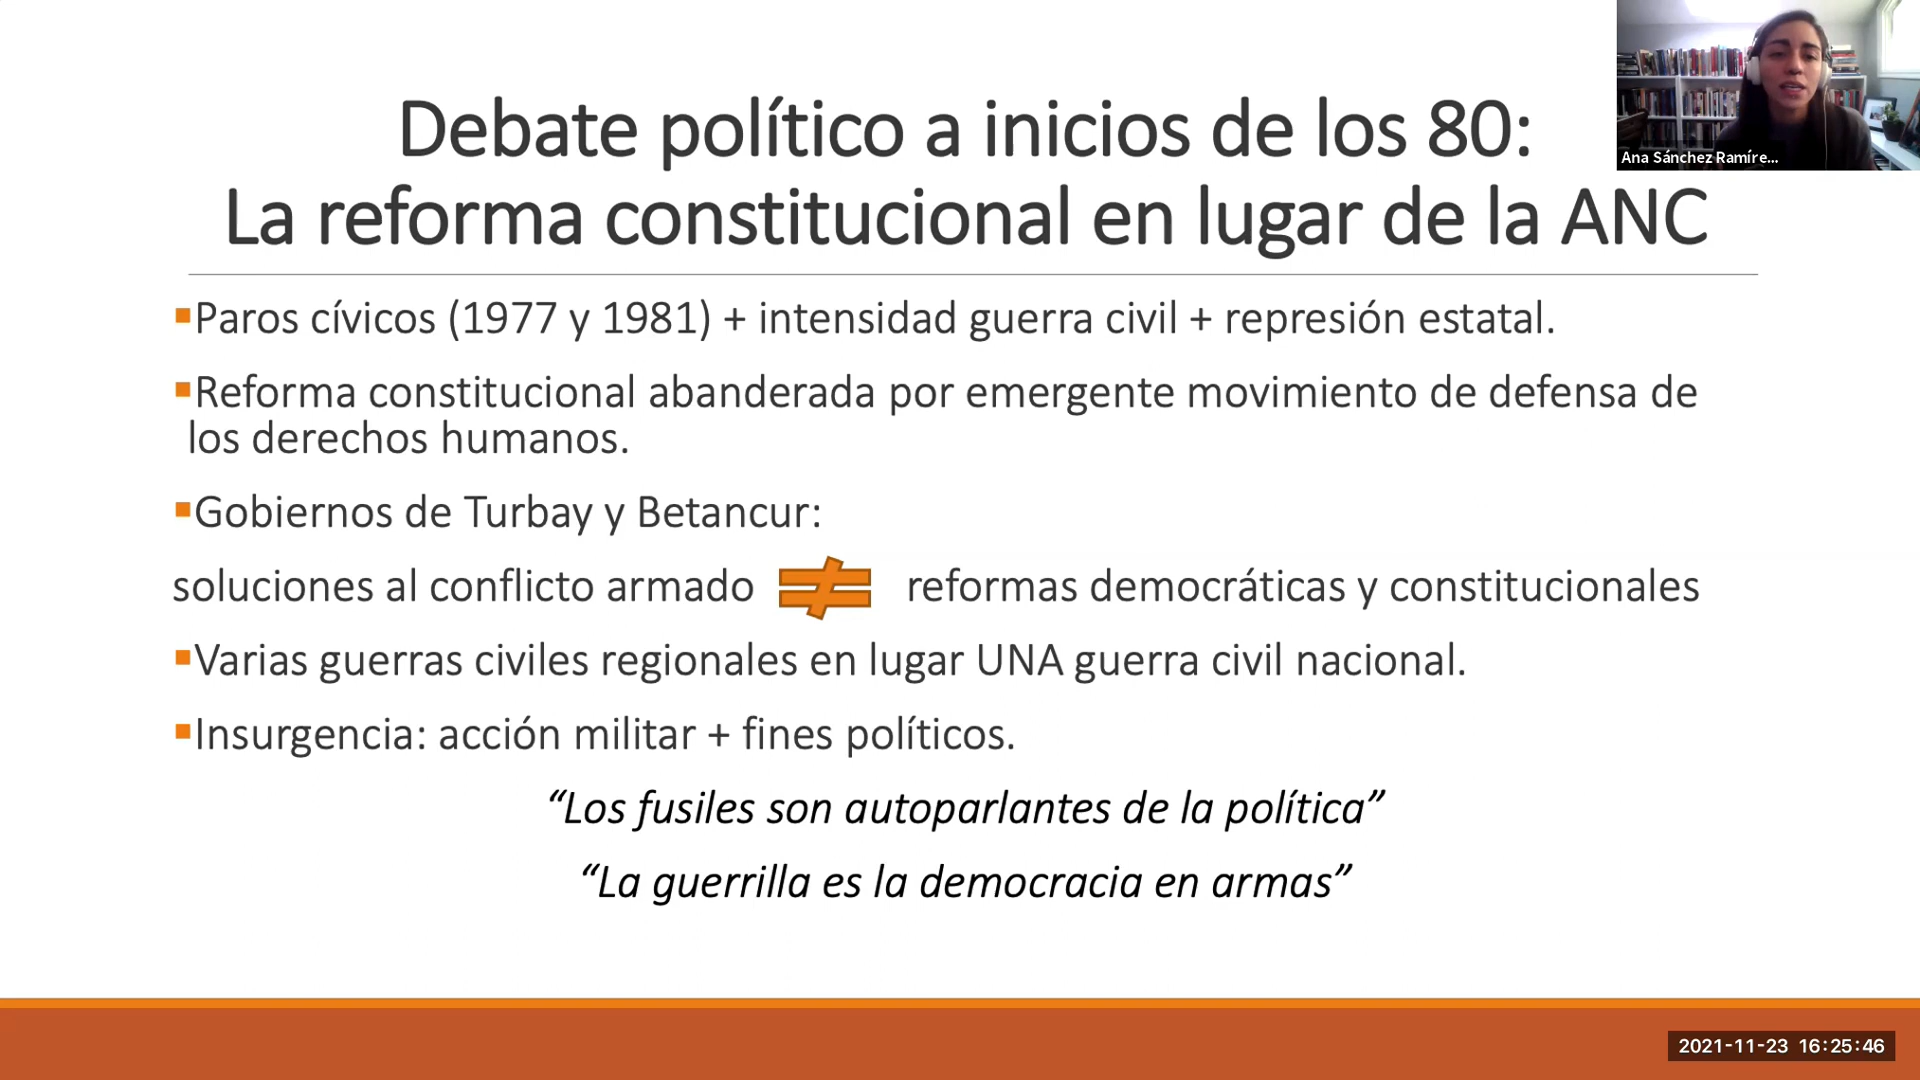 Debate político a inicios de los 80:
La reforma constitucional en lugar de la ANC
Ana Sánchez Ramíre...
▪Paros cívicos (1977 y 1981) + intensidad guerra civil + represión estatal.
▪Reforma constitucional abanderada por emergente movimiento de defensa de
los derechos humanos.
▪Gobiernos de Turbay y Betancur:
soluciones al conflicto armado ≠ reformas democráticas y constitucionales
▪Varias guerras civiles regionales en lugar UNA guerra civil nacional.
▪Insurgencia: acción militar + fines políticos.
“Los fusiles son autoparlantes de la política”
“La guerrilla es la democracia en armas”
2021-11-23 16:25:46